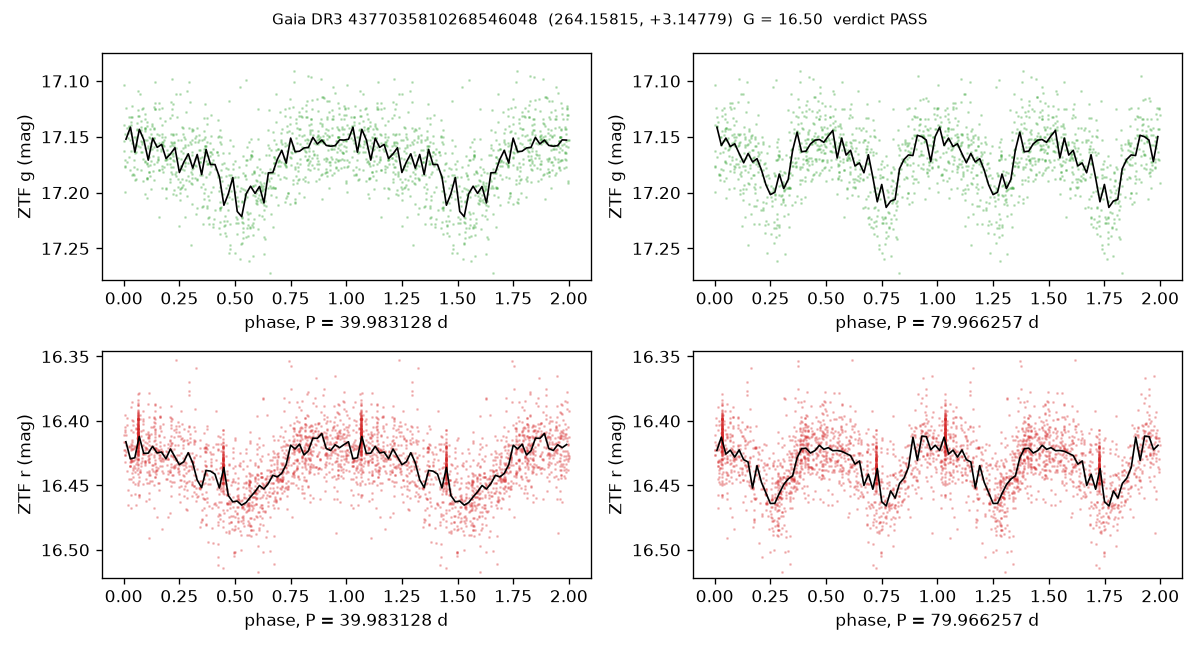 Gaia DR3 4377035810268546048  (264.15815, +3.14779)  G = 16.50  verdict PASS
ZTF g (mag)
17.10
17.15
17.20
17.25
0.00 0.25 0.50 0.75 1.00 1.25 1.50 1.75 2.00
phase, P = 39.983128 d
ZTF g (mag)
17.10
17.15
17.20
17.25
0.00 0.25 0.50 0.75 1.00 1.25 1.50 1.75 2.00
phase, P = 79.966257 d
ZTF r (mag)
16.35
16.40
16.45
16.50
0.00 0.25 0.50 0.75 1.00 1.25 1.50 1.75 2.00
phase, P = 39.983128 d
ZTF r (mag)
16.35
16.40
16.45
16.50
0.00 0.25 0.50 0.75 1.00 1.25 1.50 1.75 2.00
phase, P = 79.966257 d